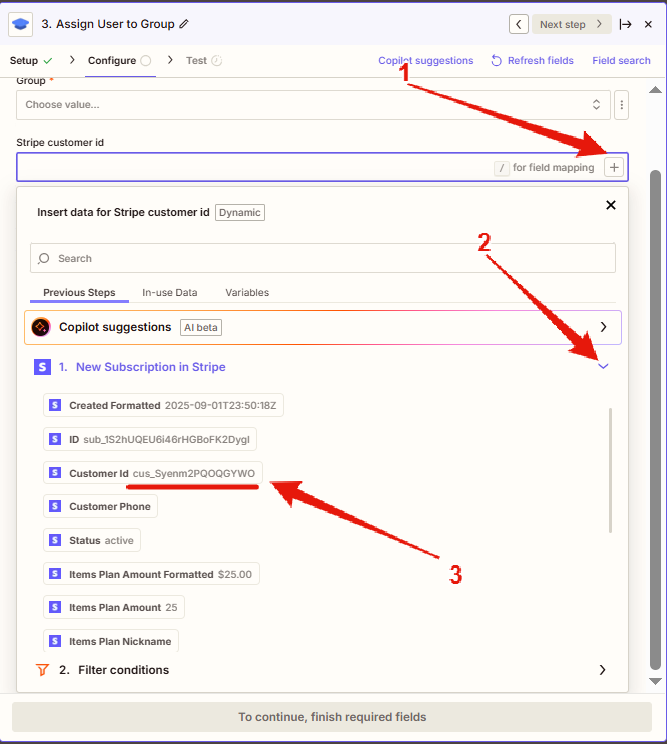 3. Assign User to Group
Next step
Setup
Configure
Test
Copilot suggestions
Refresh fields
Field search
1
Group *
Choose value...
Stripe customer id
/ for field mapping
Insert data for Stripe customer id Dynamic
2
Search
Previous Steps
In-use Data
Variables
Copilot suggestions AI beta
S 1. New Subscription in Stripe
S Created Formatted 2025-09-01T23:50:18Z
S ID sub_1S2hUQEU6i46rHGBoFK2Dygl
S Customer Id cus_Syenm2PQOQGYWO
S Customer Phone
S Status active
3
S Items Plan Amount Formatted $25.00
S Items Plan Amount 25
S Items Plan Nickname
2. Filter conditions
To continue, finish required fields